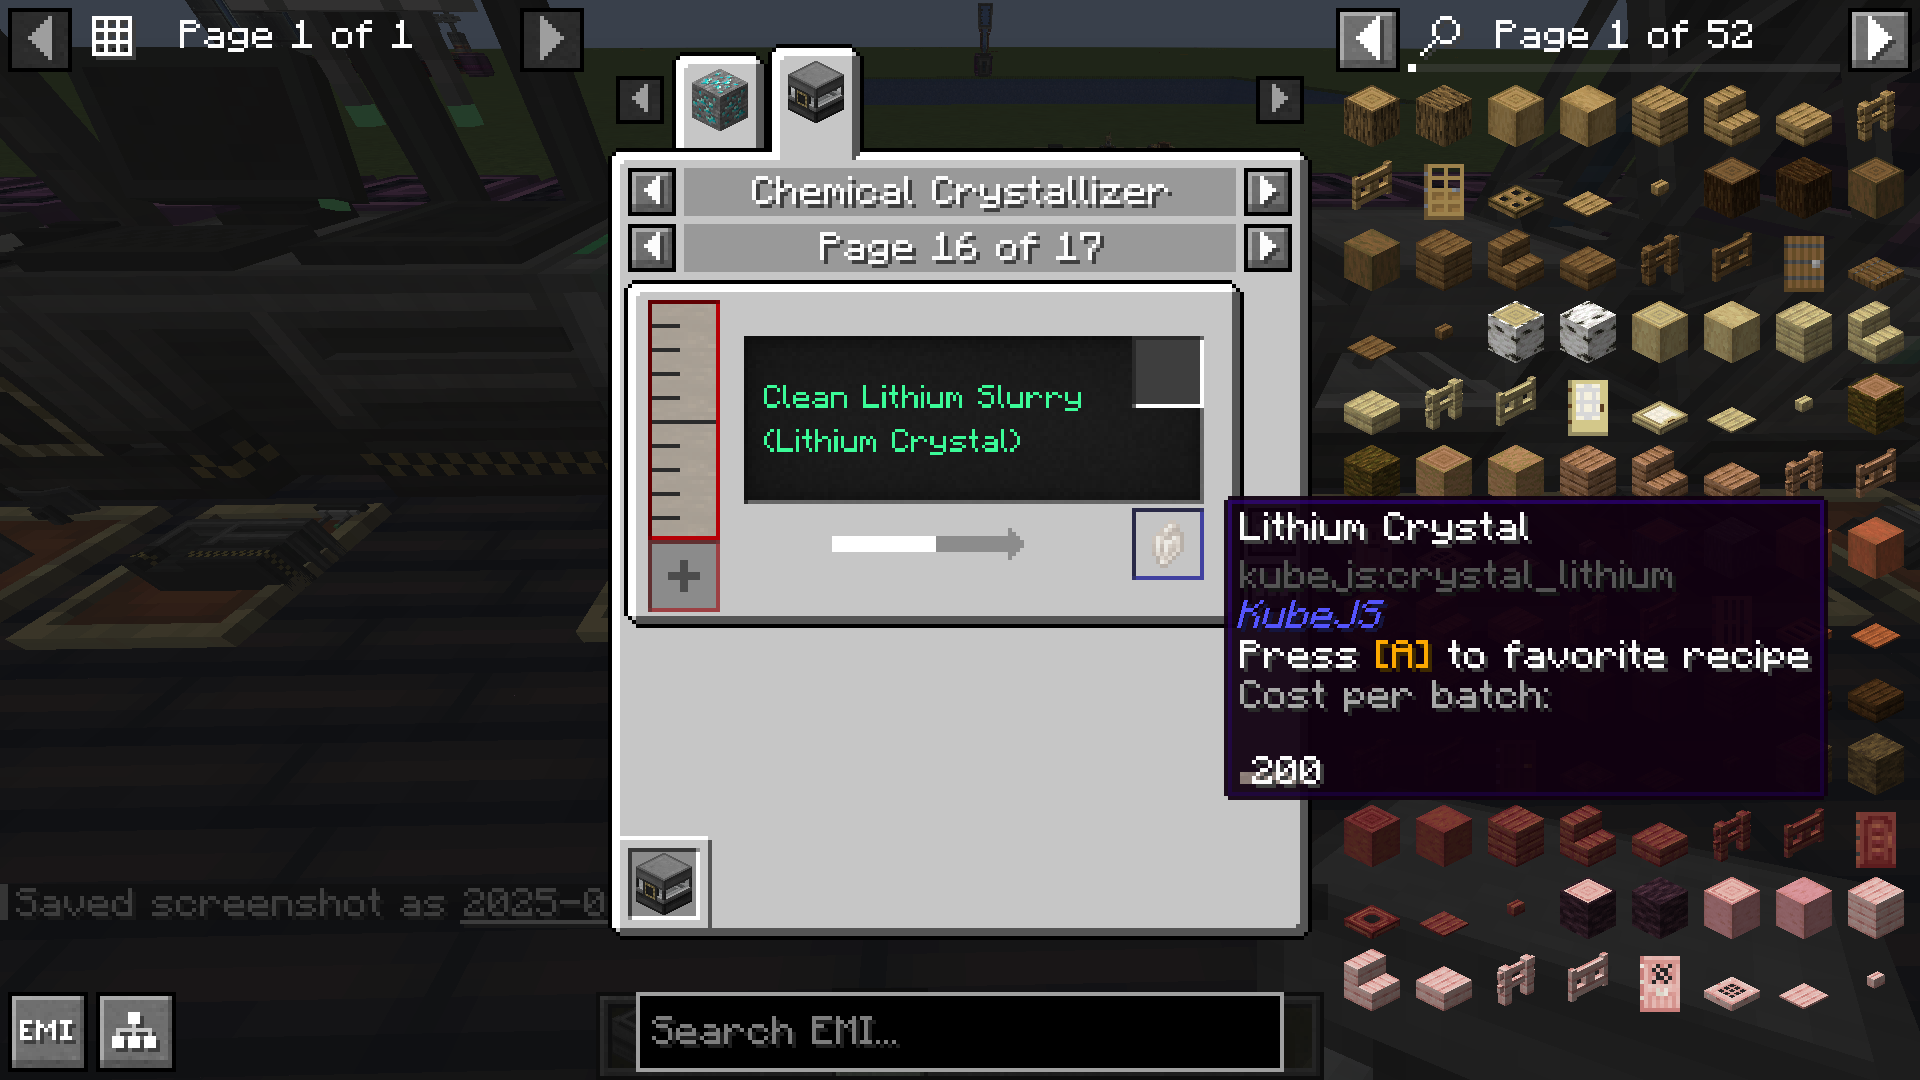 Page 1 of 1
Page 1 of 52
Chemical Crystallizer
Page 16 of 17
Clean Lithium Slurry
(Lithium Crystal)
Lithium Crystal
kubejs:crystal_lithium
KubeJS
Press [A] to favorite recipe
Cost per batch:
200
Saved screenshot as 2025-0
EMI
Search EMI...